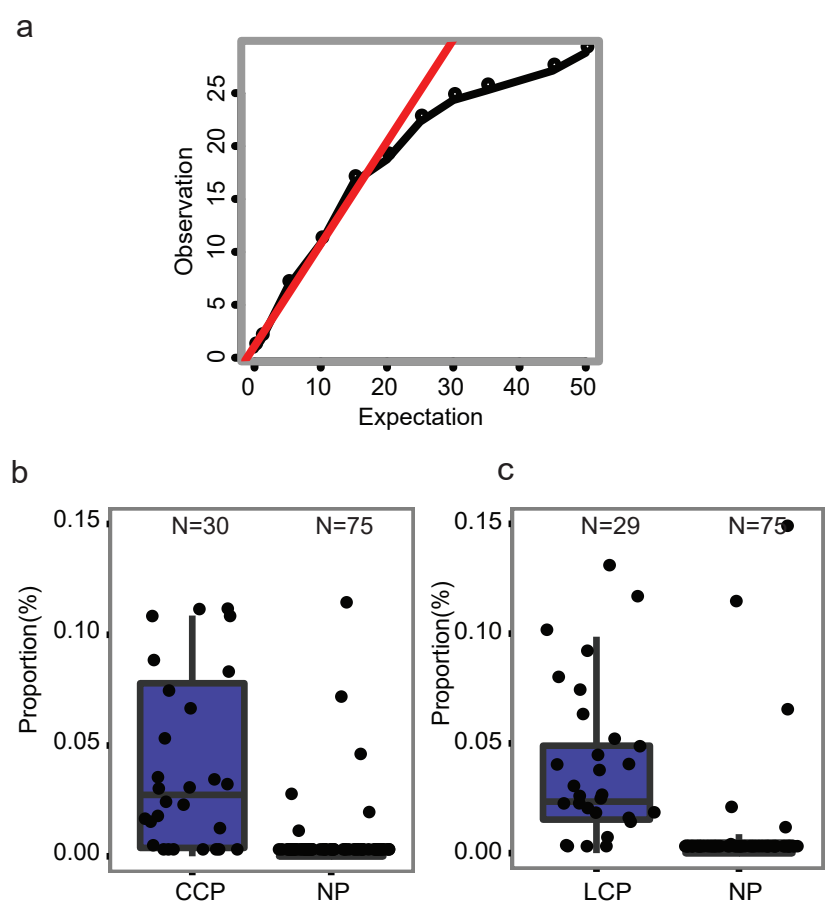 a
25
20
15
10
5
0
Observation
0 10 20 30 40 50
Expectation
b
0.15
0.10
0.05
0.00
Proportion(%)
N=30 N=75
CCP NP
c
0.15
0.10
0.05
0.00
Proportion(%)
N=29 N=75
LCP NP